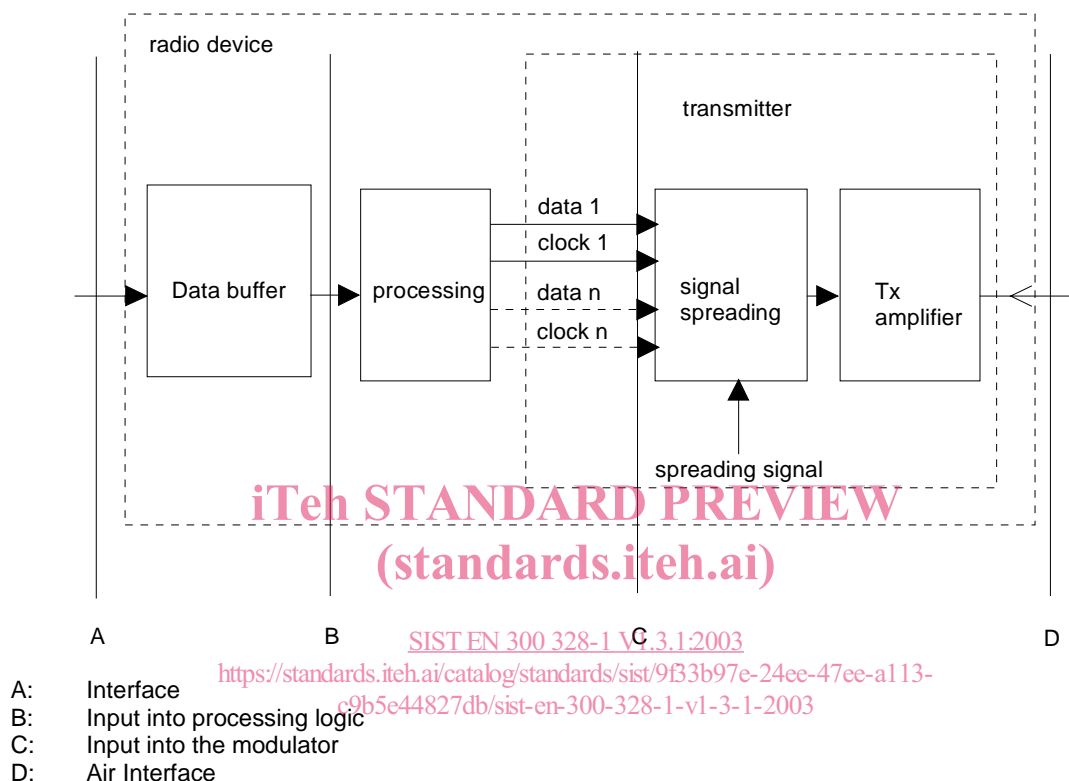 radio device
transmitter
data 1
clock 1
Data buffer
processing
data n
signal
spreading
Tx
amplifier
clock n
spreading signal
iTeh STANDARD PREVIEW
(standards.iteh.ai)
A
B
C
D
SIST EN 300 328-1 V1.3.1:2003
https://standards.iteh.ai/catalog/standards/sist/9f33b97e-24ee-47ee-a113-
c9b5e44827db/sist-en-300-328-1-v1-3-1-2003
A: Interface
B: Input into processing logic
C: Input into the modulator
D: Air Interface